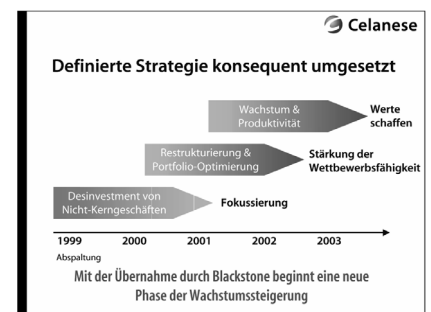 Celanese
Definierte Strategie konsequent umgesetzt
Wachstum &
Produktivität
Werte
schaffen
Restrukturierung &
Portfolio-Optimierung
Stärkung der
Wettbewerbsfähigkeit
Desinvestment von
Nicht-Kerngeschäften
Fokussierung
1999 2000 2001 2002 2003
Abspaltung
Mit der Übernahme durch Blackstone beginnt eine neue
Phase der Wachstumssteigerung